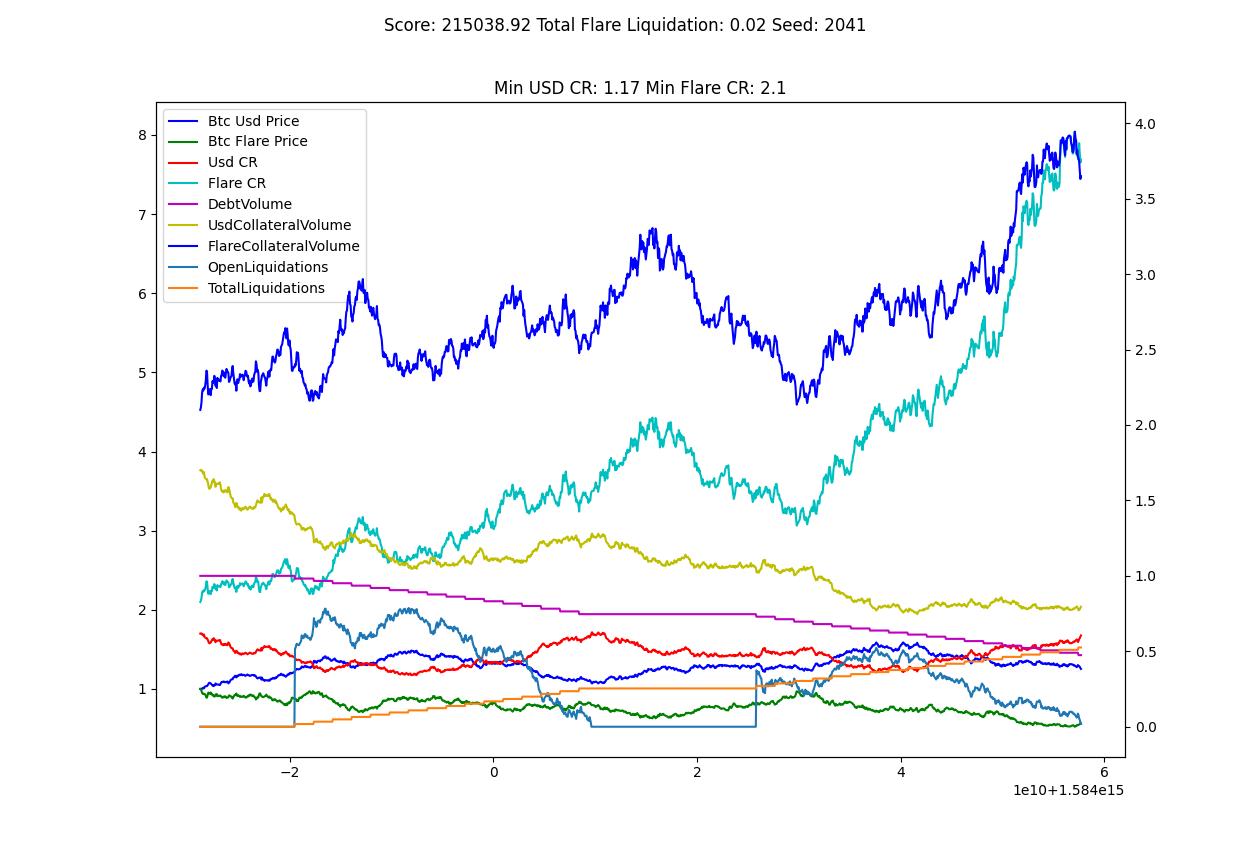 Score: 215038.92 Total Flare Liquidation: 0.02 Seed: 2041
Min USD CR: 1.17 Min Flare CR: 2.1
Btc Usd Price
Btc Flare Price
Usd CR
Flare CR
DebtVolume
UsdCollateralVolume
FlareCollateralVolume
OpenLiquidations
TotalLiquidations
8
7
6
5
4
3
2
1
4.0
3.5
3.0
2.5
2.0
1.5
1.0
0.5
0.0
−2
0
2
4
6
1e10+1.584e15